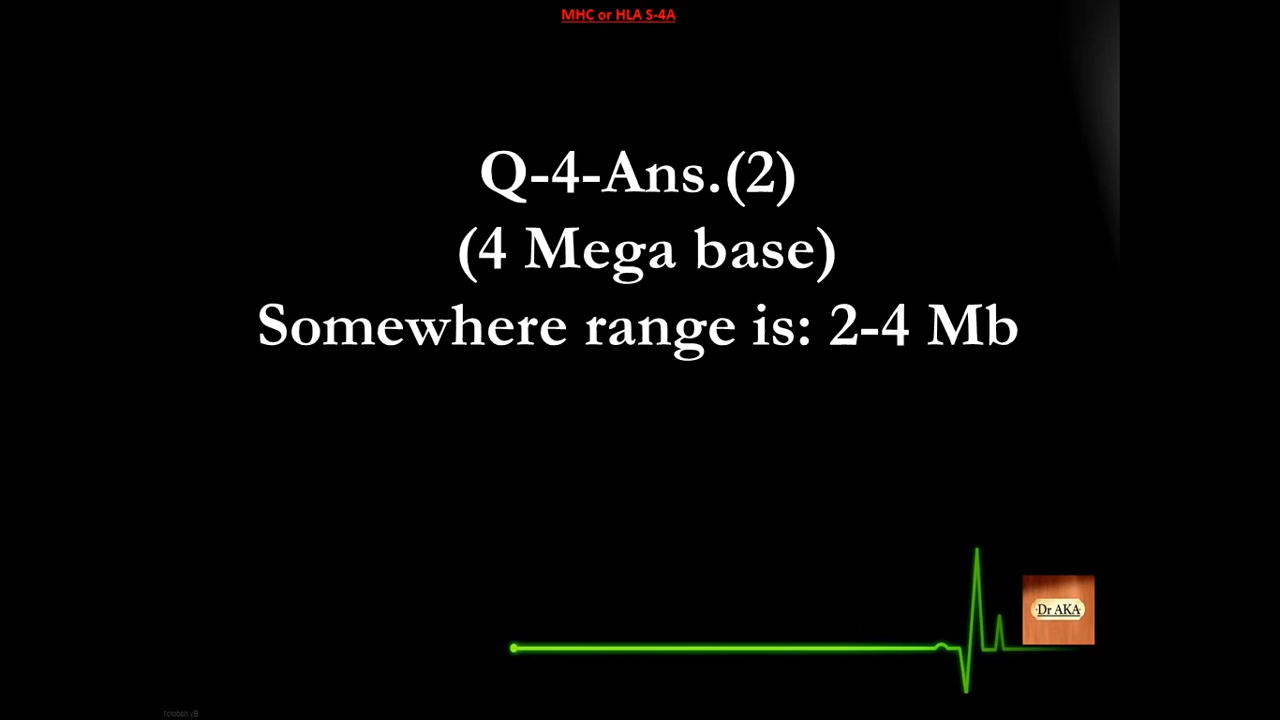 MHC or HLA S-4A
Q-4-Ans.(2)
(4 Mega base)
Somewhere range is: 2-4 Mb
Dr AKA